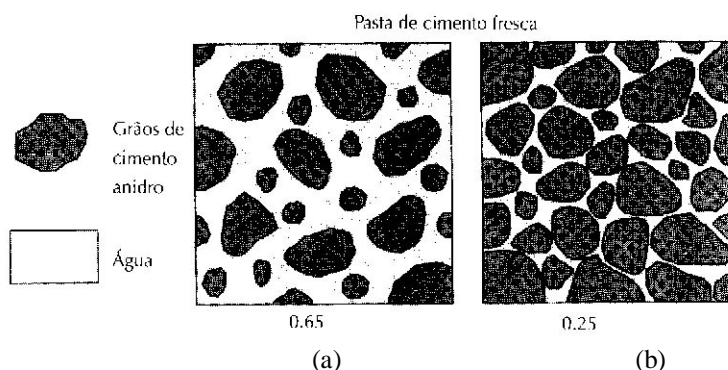 Pasta de cimento fresca
Grãos de
cimento
anidro
Água
0.65
0.25
(a)
(b)